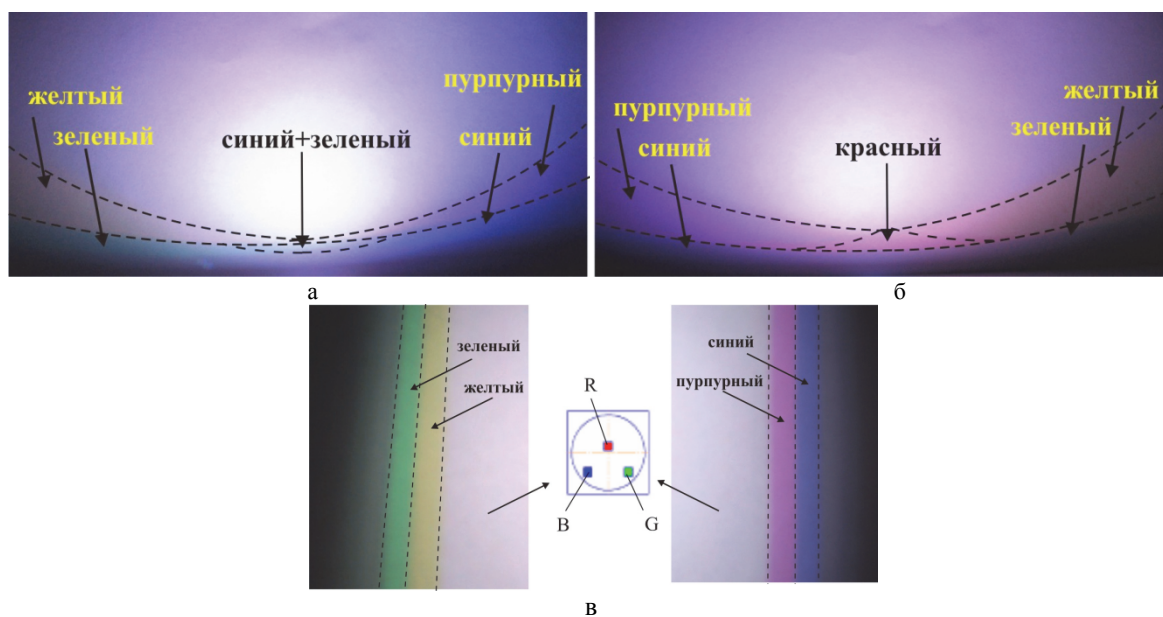 желтый
зеленый
синий+зеленый
пурпурный
синий
пурпурный
синий
красный
желтый
зеленый
а
б
зеленый
желтый
R
B
G
синий
пурпурный
в